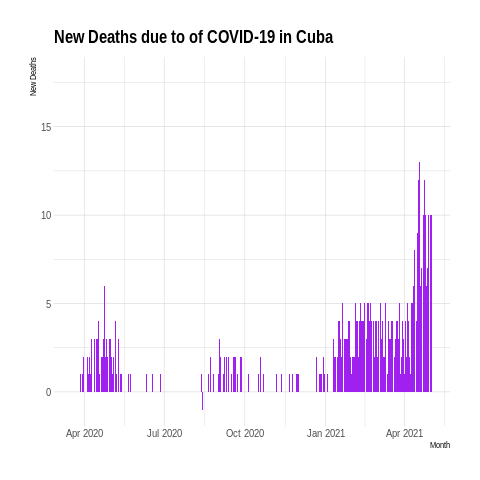 New Deaths due to of COVID-19 in Cuba
New Deaths
15
10
5
0
Apr 2020 Jul 2020 Oct 2020 Jan 2021 Apr 2021
Month